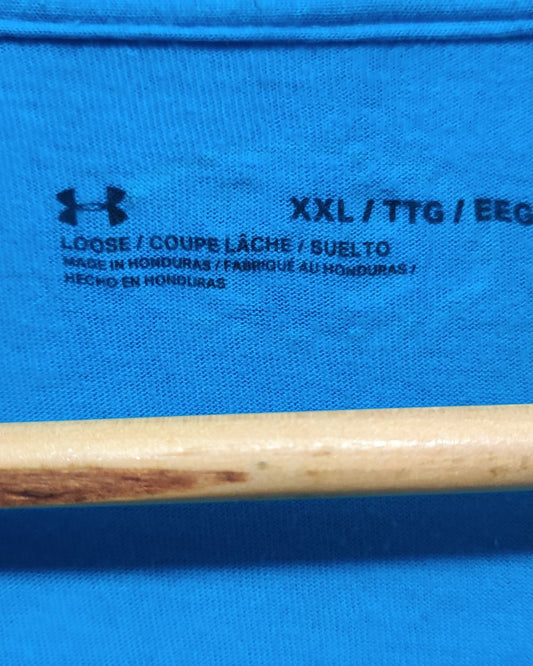 XXL / TTG / EEG
LOOSE / COUPE LÂCHE / SUELTO
MADE IN HONDURAS / FABRIQUÉ AU HONDURAS /
HECHO EN HONDURAS